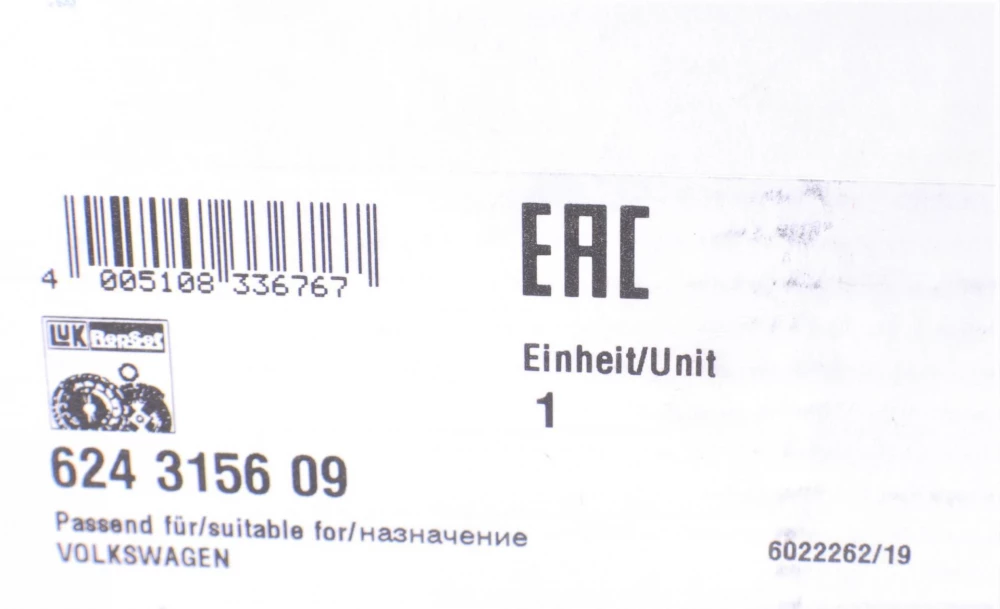 4 005108 336767
EAC
LUK RepSet
Einheit/Unit
1
624 3156 09
Passend für/suitable for/назначение
VOLKSWAGEN
6022262/19